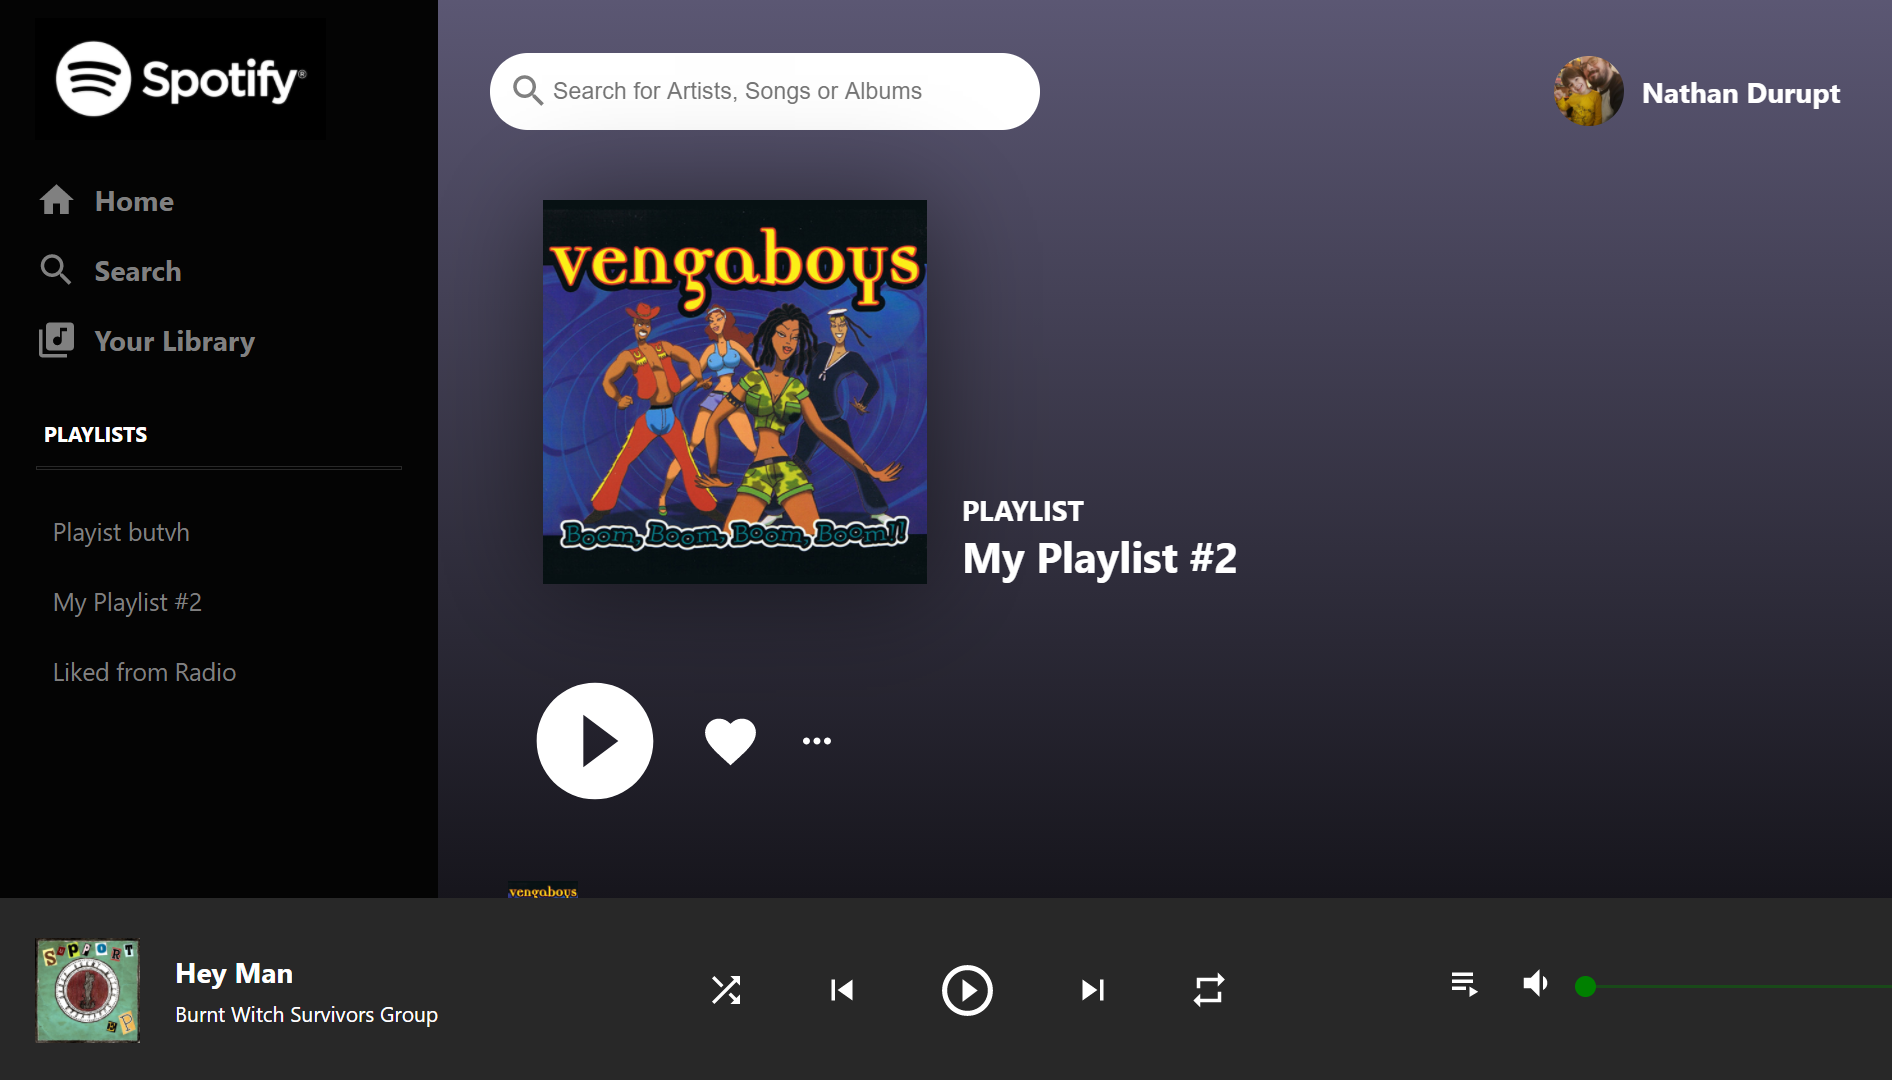 Spotify®
Search for Artists, Songs or Albums
Nathan Durupt
Home
Search
Your Library
PLAYLISTS
Playist butvh
My Playlist #2
Liked from Radio
vengaboys
Boom, Boom, Boom, Boom!!
PLAYLIST
My Playlist #2
vengaboys
SuPPORT
EP
Hey Man
Burnt Witch Survivors Group